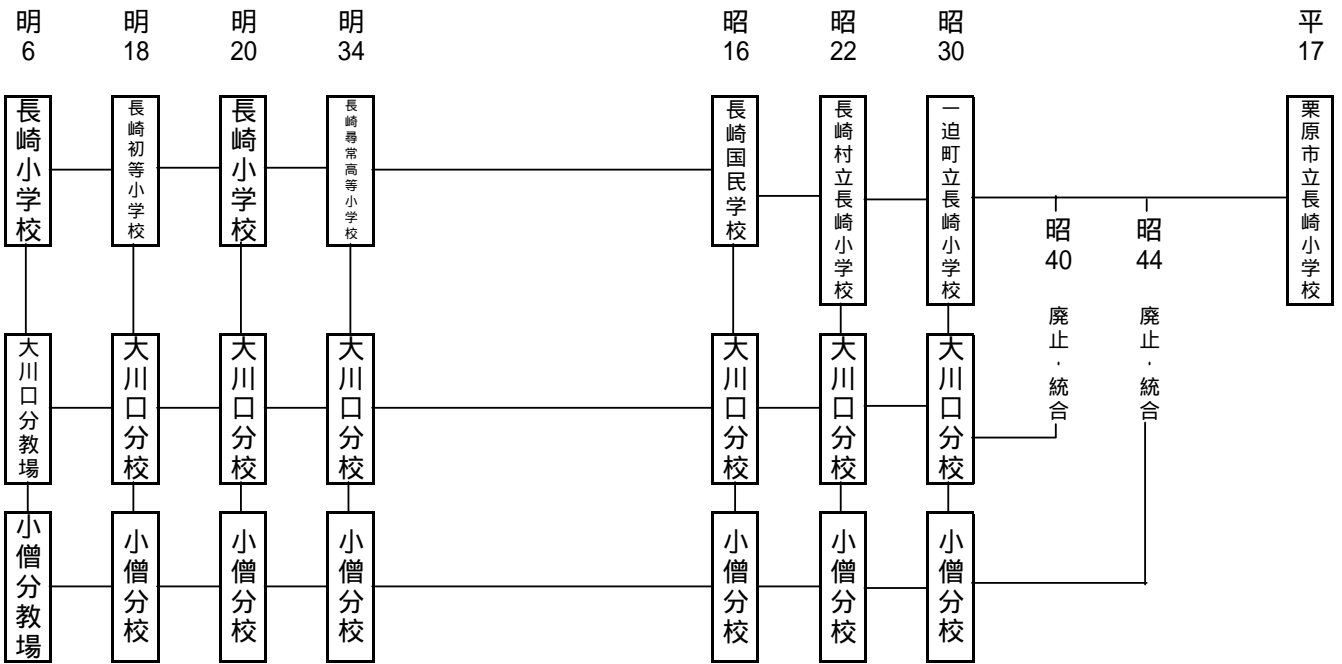 明
6
明
18
明
20
明
34
昭
16
昭
22
昭
30
平
17
長崎小学校
長崎初等小学校
長崎小学校
長崎尋常高等小学校
長崎国民学校
長崎村立長崎小学校
一迫町立長崎小学校
栗原市立長崎小学校
昭
40
廃止・統合
昭
44
廃止・統合
大川口分教場
大川口分校
大川口分校
大川口分校
大川口分校
大川口分校
大川口分校
小僧分教場
小僧分校
小僧分校
小僧分校
小僧分校
小僧分校
小僧分校